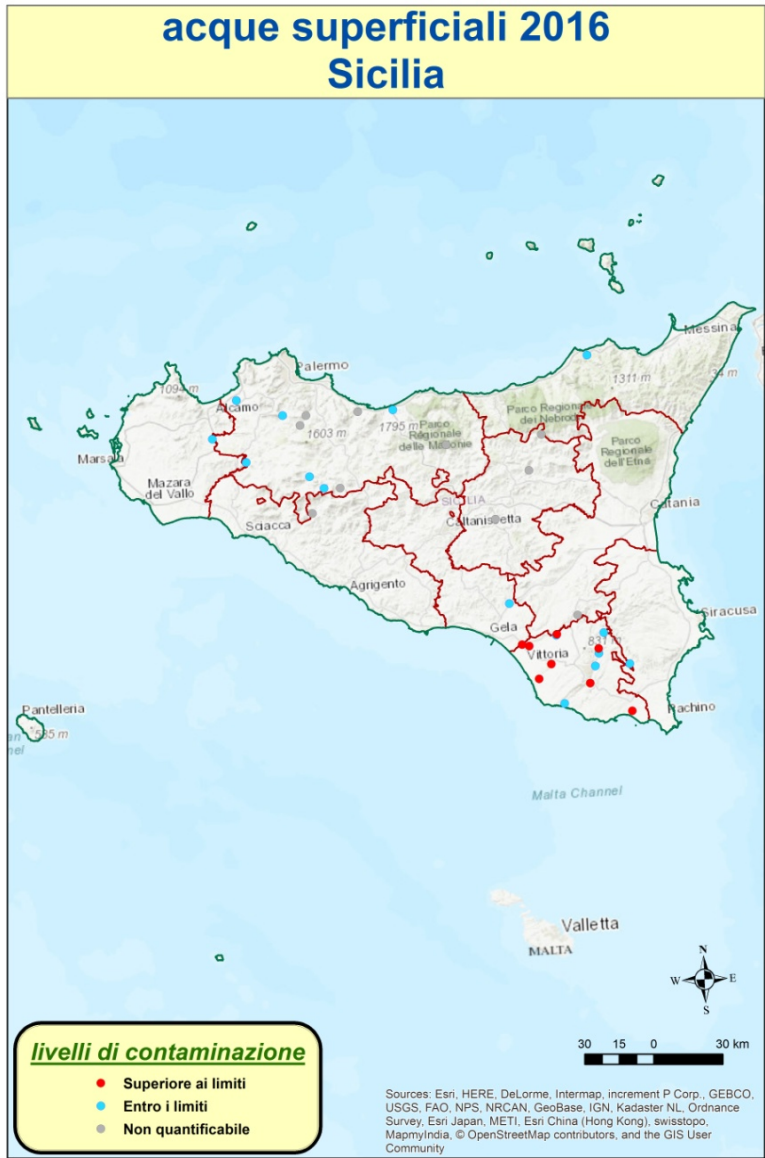 acque superficiali 2016
Sicilia
Messina
Palermo
1311 m
34 m
1094 m
Alcamo
Parco Regionale
dei Nebrodi
1795 m
Parco
Regionale
delle Madonie
1603 m
Parco
Regionale
dell'Etna
Marsala
Mazara
del Vallo
SICILIA
Catania
Sciacca
Caltanissetta
Agrigento
Siracusa
Gela
831 m
Vittoria
Pachino
Pantelleria
Malta Channel
Valletta
MALTA
N
W
E
S
livelli di contaminazione
Superiore ai limiti
Entro i limiti
Non quantificabile
30 15 0 30 km
Sources: Esri, HERE, DeLorme, Intermap, increment P Corp., GEBCO,
USGS, FAO, NPS, NRCAN, GeoBase, IGN, Kadaster NL, Ordnance
Survey, Esri Japan, METI, Esri China (Hong Kong), swisstopo,
MapmyIndia, © OpenStreetMap contributors, and the GIS User
Community